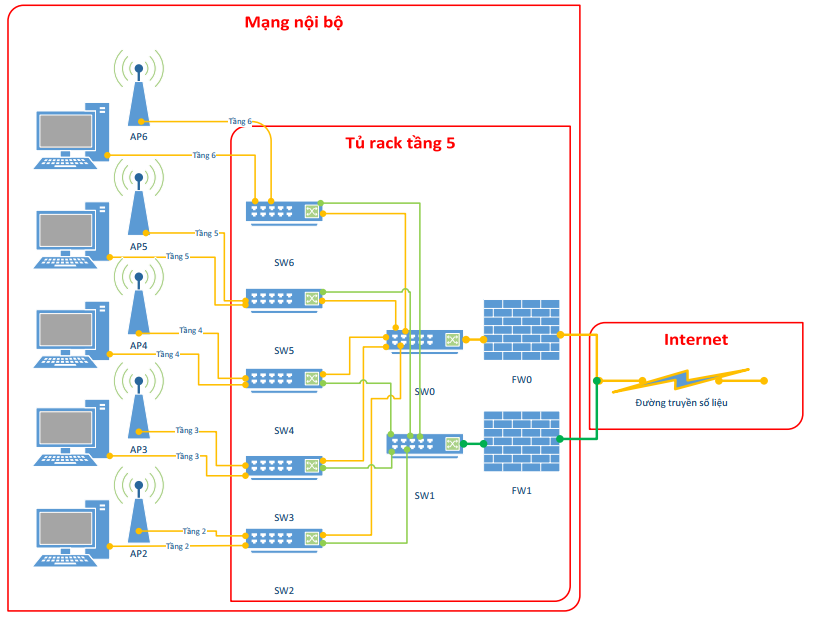 Mạng nội bộ
Tầng 6
AP6
Tủ rack tầng 5
Tầng 6
SW6
Tầng 5
AP5
Tầng 5
Tầng 4
AP4
Tầng 4
SW5
Internet
FW0
SW0
Đường truyền số liệu
Tầng 3
SW4
AP3
Tầng 3
FW1
SW1
SW3
Tầng 2
AP2
Tầng 2
SW2